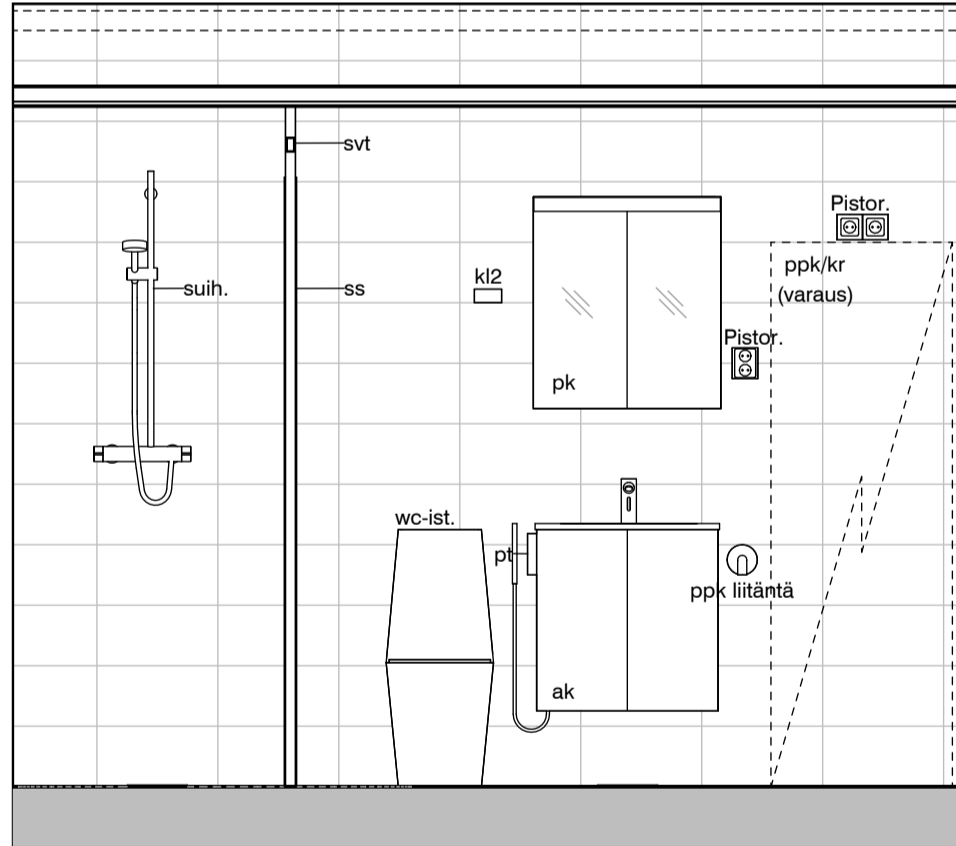 svt
Pistor.
ppk/kr
(varaus)
kl2
suih.
ss
Pistor.
pk
wc-ist.
pt
ppk liitäntä
ak